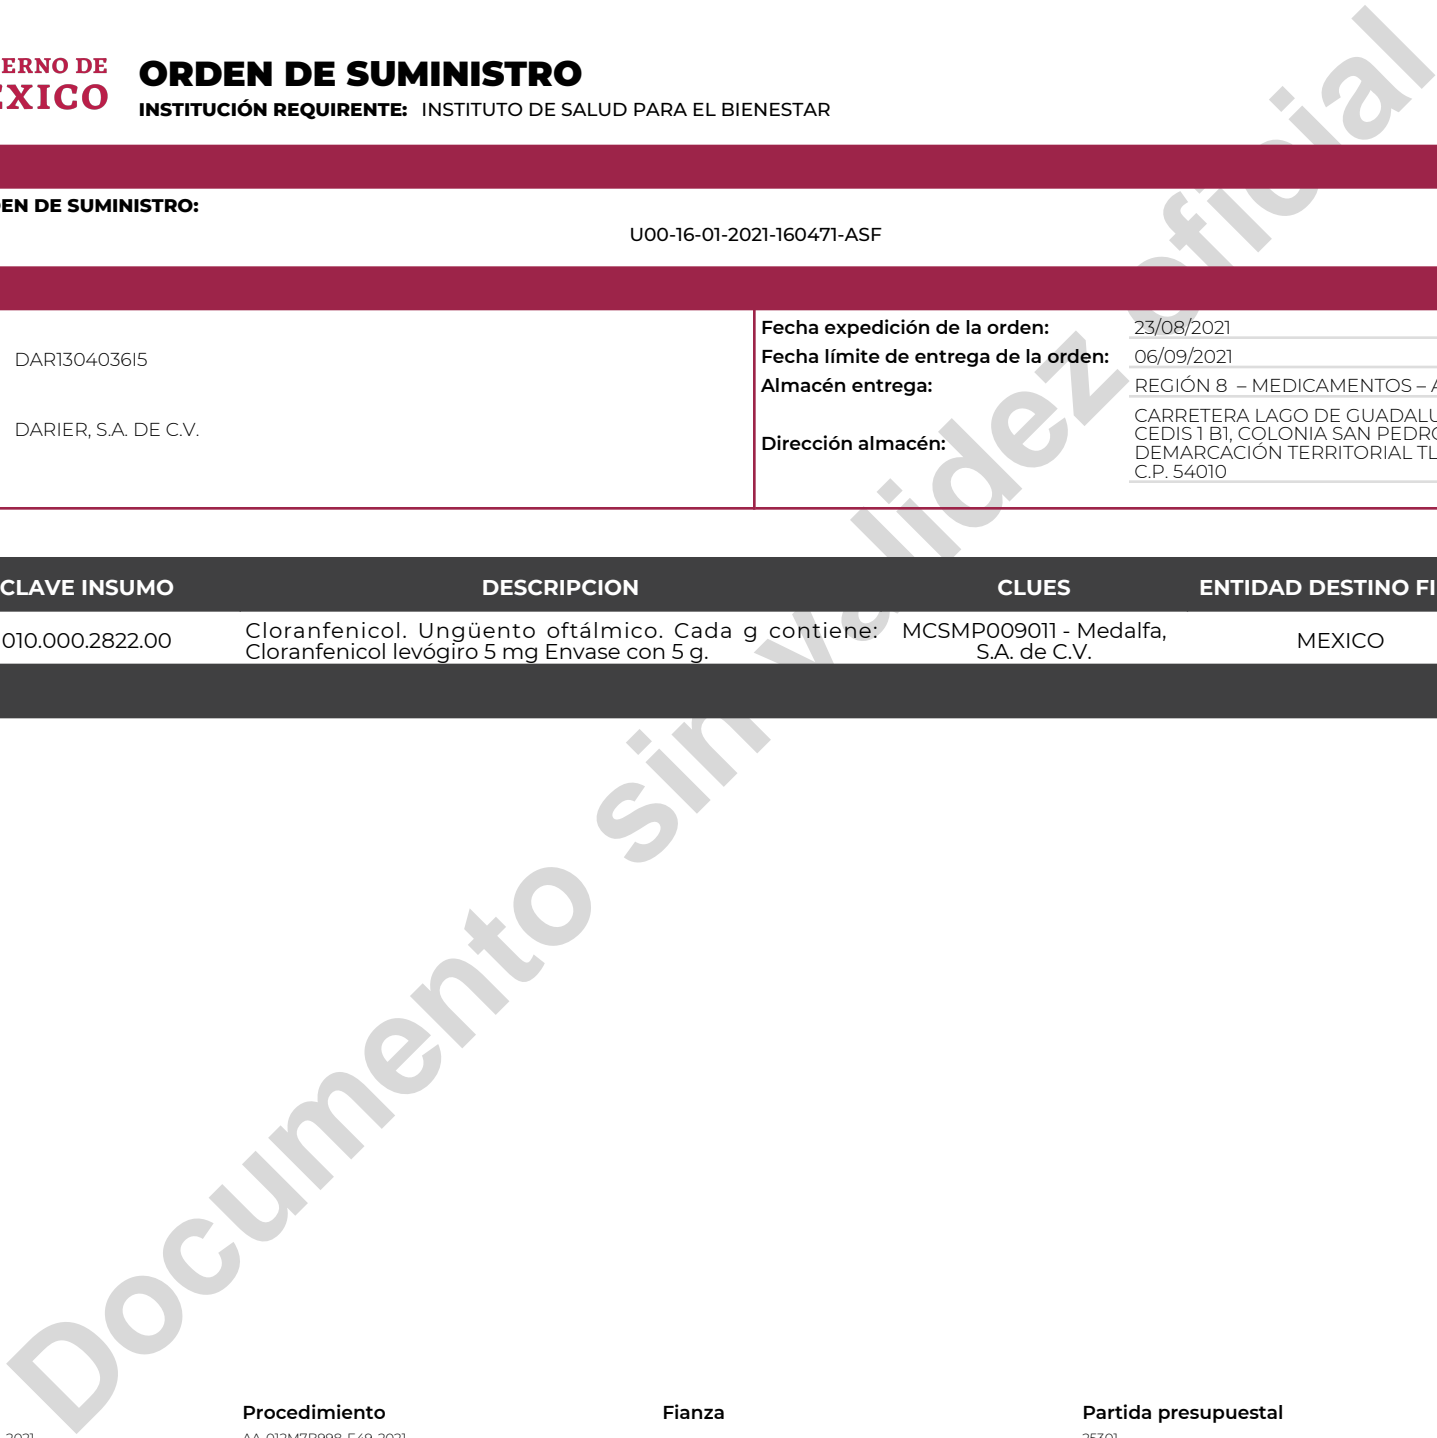 ERNO DE
EXICO
ORDEN DE SUMINISTRO
INSTITUCIÓN REQUIRENTE: INSTITUTO DE SALUD PARA EL BIENESTAR
EN DE SUMINISTRO:
U00-16-01-2021-160471-ASF
DAR1304036I5
DARIER, S.A. DE C.V.
Fecha expedición de la orden: 23/08/2021
Fecha límite de entrega de la orden: 06/09/2021
Almacén entrega: REGIÓN 8 – MEDICAMENTOS – A
Dirección almacén: CARRETERA LAGO DE GUADALU
CEDIS 1 B1, COLONIA SAN PEDRO
DEMARCACIÓN TERRITORIAL TL
C.P. 54010
CLAVE INSUMO DESCRIPCION CLUES ENTIDAD DESTINO FI
010.000.2822.00 Cloranfenicol. Ungüento oftálmico. Cada g contiene: Cloranfenicol levógiro 5 mg Envase con 5 g. MCSMP009011 - Medalfa, S.A. de C.V. MEXICO
Documento sin validez oficial
Procedimiento Fianza Partida presupuestal